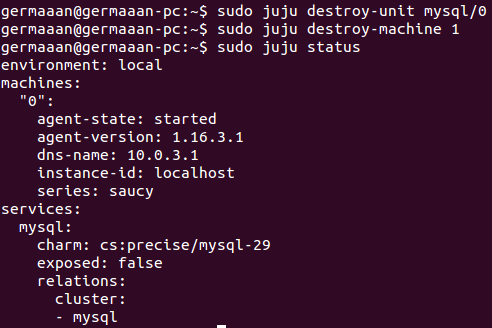 germaaan@germaaan-pc:~$ sudo juju destroy-unit mysql/0
germaaan@germaaan-pc:~$ sudo juju destroy-machine 1
germaaan@germaaan-pc:~$ sudo juju status
environment: local
machines:
  "0":
    agent-state: started
    agent-version: 1.16.3.1
    dns-name: 10.0.3.1
    instance-id: localhost
    series: saucy
services:
  mysql:
    charm: cs:precise/mysql-29
    exposed: false
    relations:
      cluster:
      - mysql